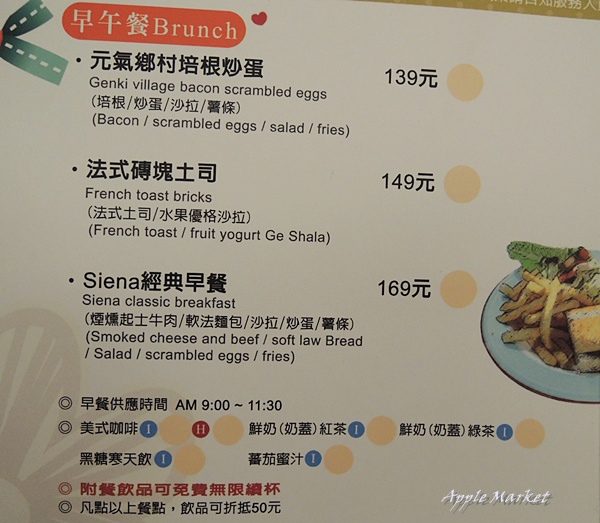 早午餐Brunch
・元氣鄉村培根炒蛋 139元
Genki village bacon scrambled eggs
(培根/炒蛋/沙拉/薯條)
(Bacon / scrambled eggs / salad / fries)
・法式磚塊土司 149元
French toast bricks
(法式土司/水果優格沙拉)
(French toast / fruit yogurt Ge Shala)
・Siena經典早餐 169元
Siena classic breakfast
(煙燻起士牛肉/軟法麵包/沙拉/炒蛋/薯條)
(Smoked cheese and beef / soft law Bread
/ Salad / scrambled eggs / fries)
◎ 早餐供應時間 AM 9:00 ~ 11:30
◎ 美式咖啡 I H 鮮奶(奶蓋)紅茶 I 鮮奶(奶蓋)綠茶 I
黑糖寒天飲 I 蕃茄蜜汁 I
◎ 附餐飲品可免費無限續杯
◎ 凡點以上餐點，飲品可折抵50元
Apple Market